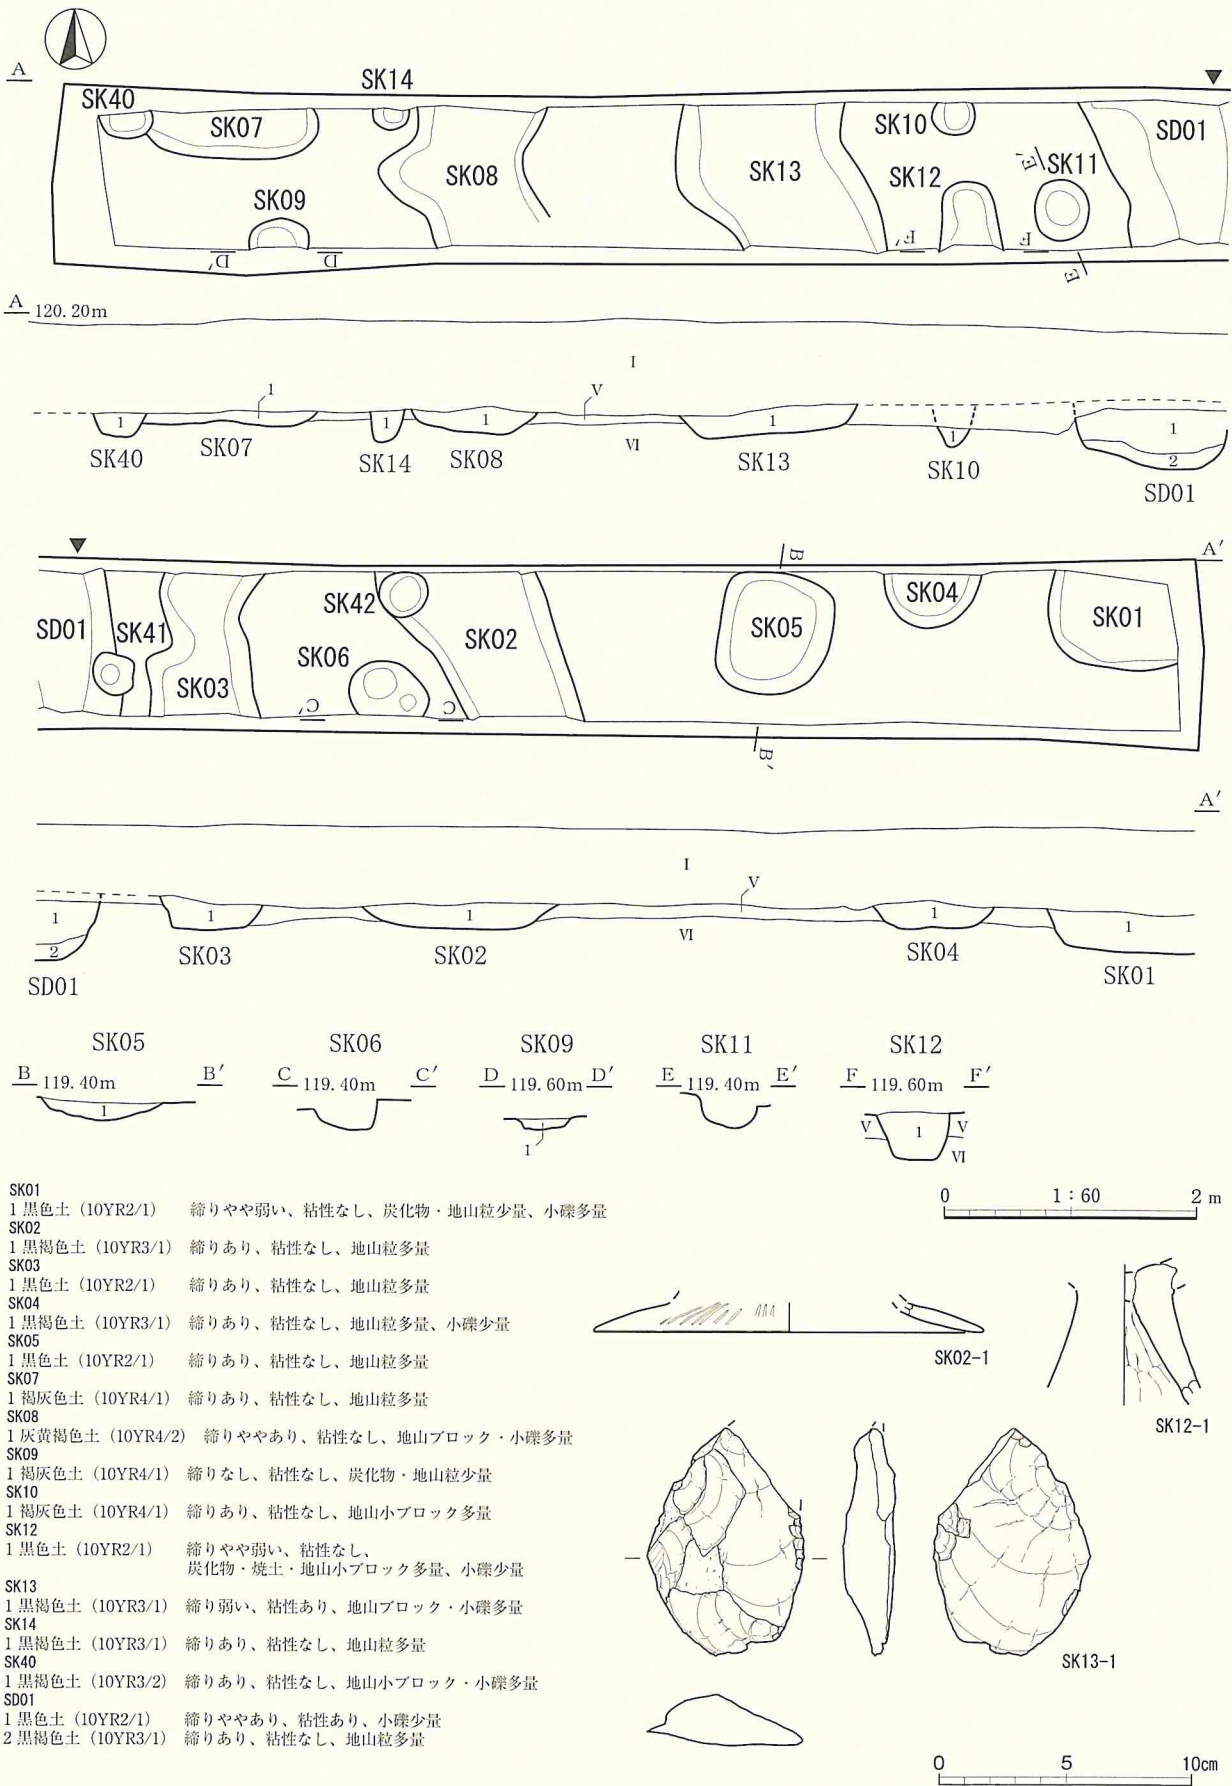 A
SK14
SK40
SK07
SK10
SD01
SK08
SK13
SK12
E'
SK11
SK09
D'
D
F'
F
E
A 120.20m
I
1
V
1
1
1
1
1
1
VI
2
SK40
SK07
SK14
SK08
SK13
SK10
SD01
A'
B
SK42
SK04
SD01
SK41
SK02
SK05
SK01
SK06
SK03
C'
C
B'
A'
I
V
1
1
1
1
1
2
VI
SK03
SK02
SK04
SK01
SD01
SK05
SK06
SK09
SK11
SK12
B 119.40m B'
C 119.40m C'
D 119.60m D'
E 119.40m E'
F 119.60m F'
1
1
V
1
V
VI
SK01
1 黒色土（10YR2/1） 締りやや弱い、粘性なし、炭化物・地山粒少量、小礫多量
SK02
1 黒褐色土（10YR3/1） 締りあり、粘性なし、地山粒多量
SK03
1 黒色土（10YR2/1） 締りあり、粘性なし、地山粒多量
SK04
1 黒褐色土（10YR3/1） 締りあり、粘性なし、地山粒多量、小礫少量
SK05
1 黒色土（10YR2/1） 締りあり、粘性なし、地山粒多量
SK07
1 褐灰色土（10YR4/1） 締りあり、粘性なし、地山粒多量
SK08
1 灰黄褐色土（10YR4/2） 締りややあり、粘性なし、地山ブロック・小礫多量
SK09
1 褐灰色土（10YR4/1） 締りなし、粘性なし、炭化物・地山粒少量
SK10
1 褐灰色土（10YR4/1） 締りあり、粘性なし、地山小ブロック多量
SK12
1 黒色土（10YR2/1） 締りやや弱い、粘性なし、
炭化物・焼土・地山小ブロック多量、小礫少量
SK13
1 黒褐色土（10YR3/1） 締り弱い、粘性あり、地山ブロック・小礫多量
SK14
1 黒褐色土（10YR3/1） 締りあり、粘性なし、地山粒多量
SK40
1 黒褐色土（10YR3/2） 締りあり、粘性なし、地山小ブロック・小礫多量
SD01
1 黒色土（10YR2/1） 締りややあり、粘性あり、小礫少量
2 黒褐色土（10YR3/1） 締りあり、粘性なし、地山粒多量
0 1：60 2 m
SK02-1
SK12-1
SK13-1
0 5 10cm